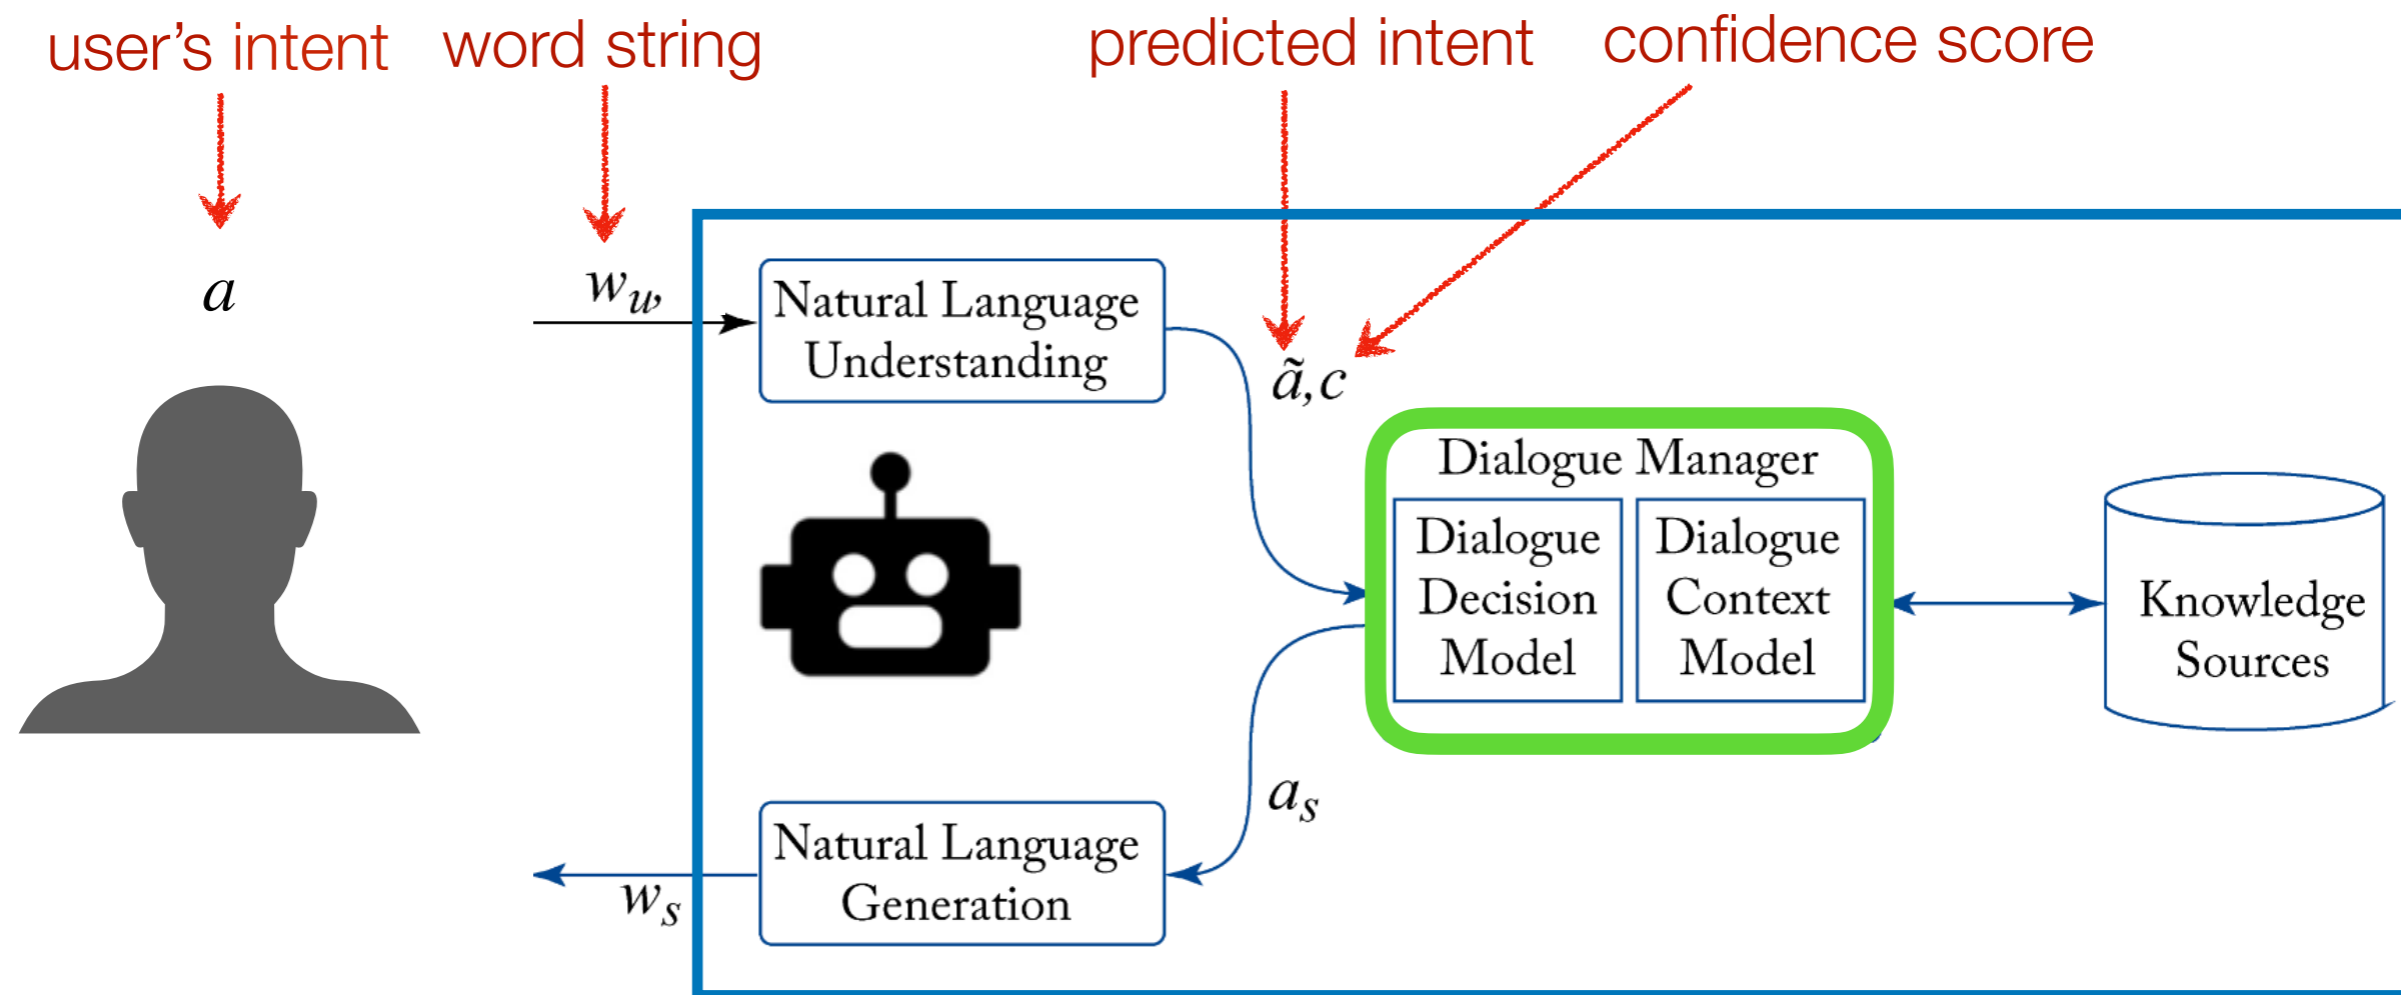 user's intent
word string
predicted intent
confidence score
a
w_u
Natural Language
Understanding
ã,c
Dialogue Manager
Dialogue
Decision
Model
Dialogue
Context
Model
Knowledge
Sources
a_s
Natural Language
Generation
w_s